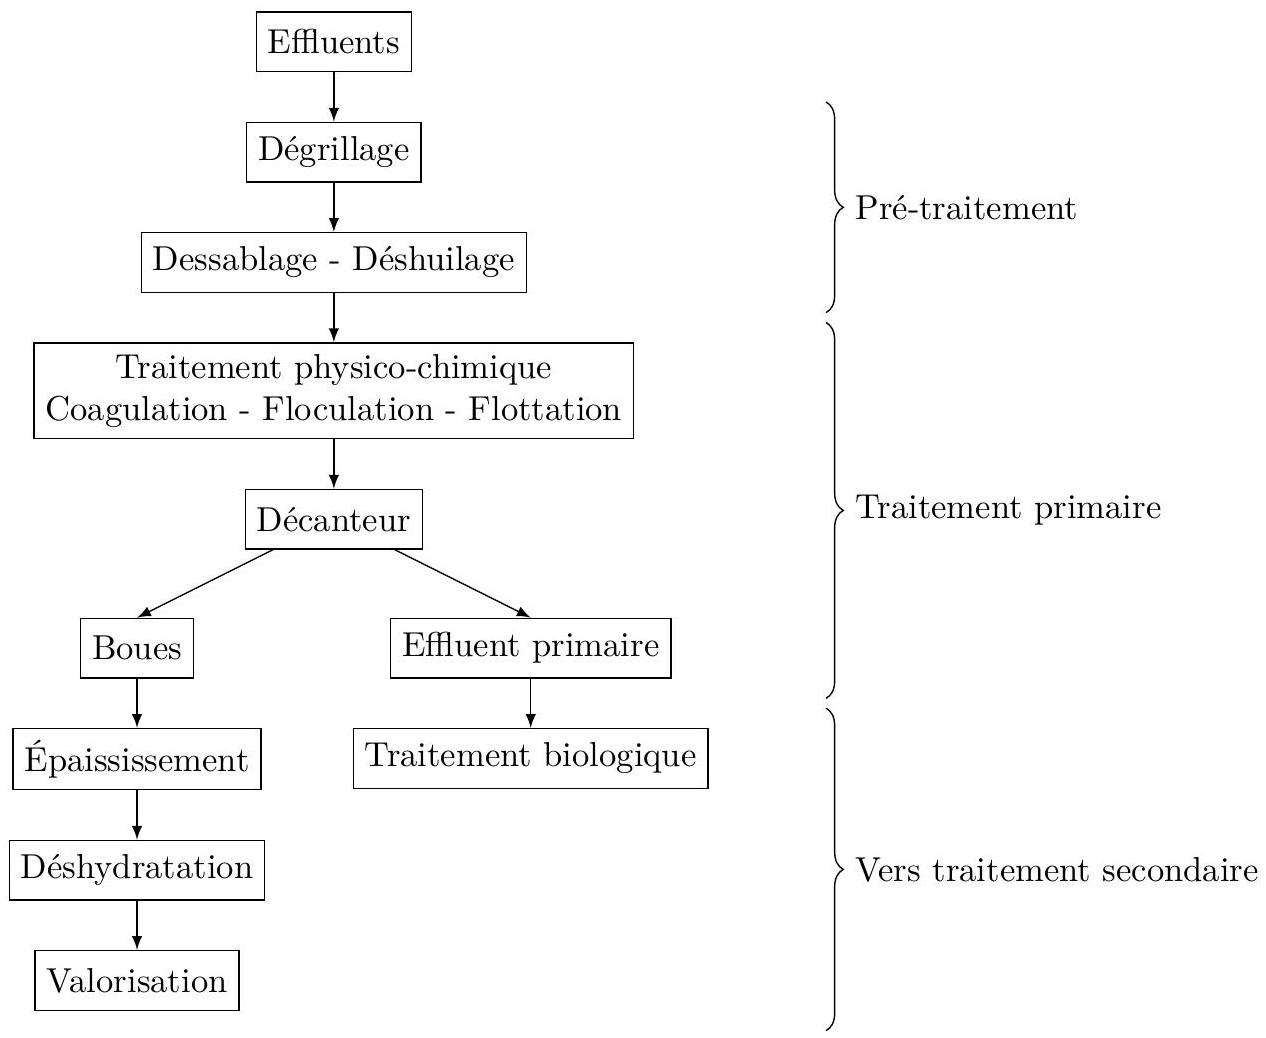 Effluents
Dégrillage
Pré-traitement
Dessablage - Déshuilage
Traitement physico-chimique
Coagulation - Floculation - Flottation
Décanteur
Traitement primaire
Boues
Effluent primaire
Épaississement
Traitement biologique
Déshydratation
Vers traitement secondaire
Valorisation